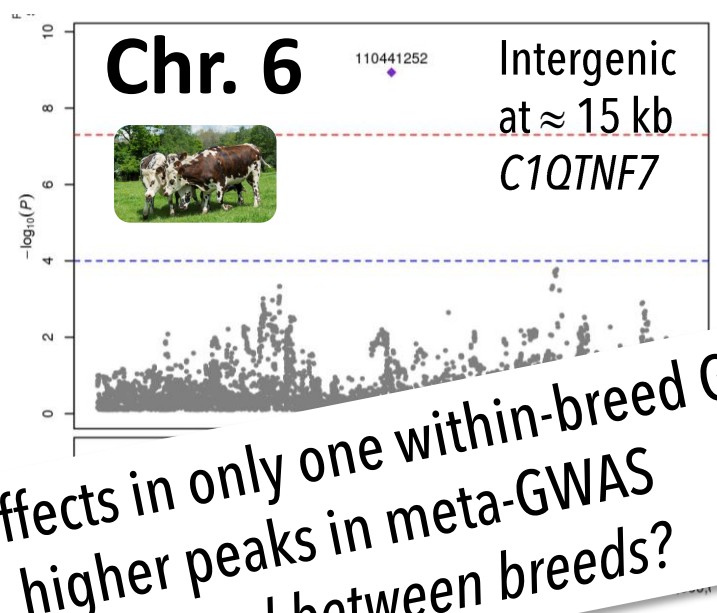 10
8
6
4
2
0
−log₁₀(P)
Chr. 6
110441252
Intergenic
at ≈ 15 kb
C1QTNF7
in only one within-breed
higher peaks in meta-GWAS
between breeds?